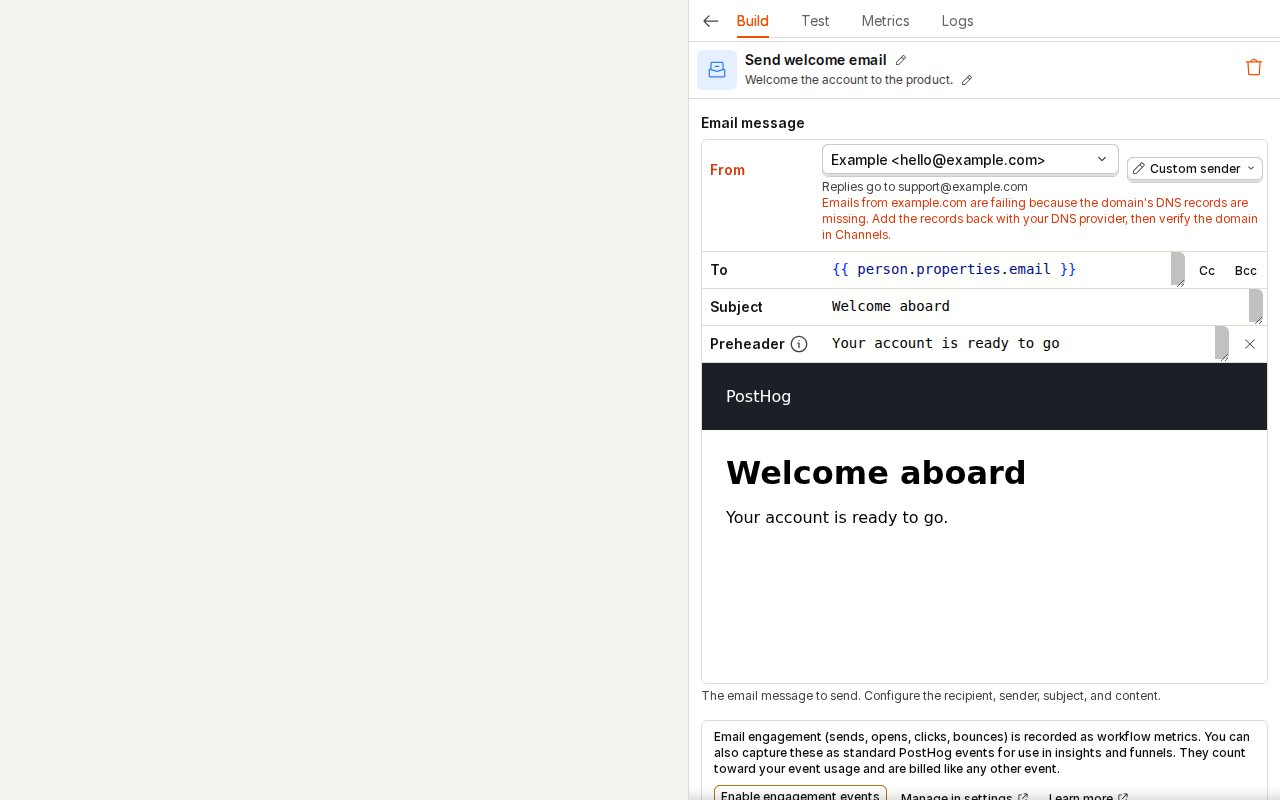 Build Test Metrics Logs
Send welcome email
Welcome the account to the product.
Email message
From
Example <hello@example.com>
Custom sender
Replies go to support@example.com
Emails from example.com are failing because the domain's DNS records are
missing. Add the records back with your DNS provider, then verify the domain
in Channels.
To {{ person.properties.email }} Cc Bcc
Subject Welcome aboard
Preheader Your account is ready to go
PostHog
Welcome aboard
Your account is ready to go.
The email message to send. Configure the recipient, sender, subject, and content.
Email engagement (sends, opens, clicks, bounces) is recorded as workflow metrics. You can
also capture these as standard PostHog events for use in insights and funnels. They count
toward your event usage and are billed like any other event.
Enable engagement events Manage in settings Learn more